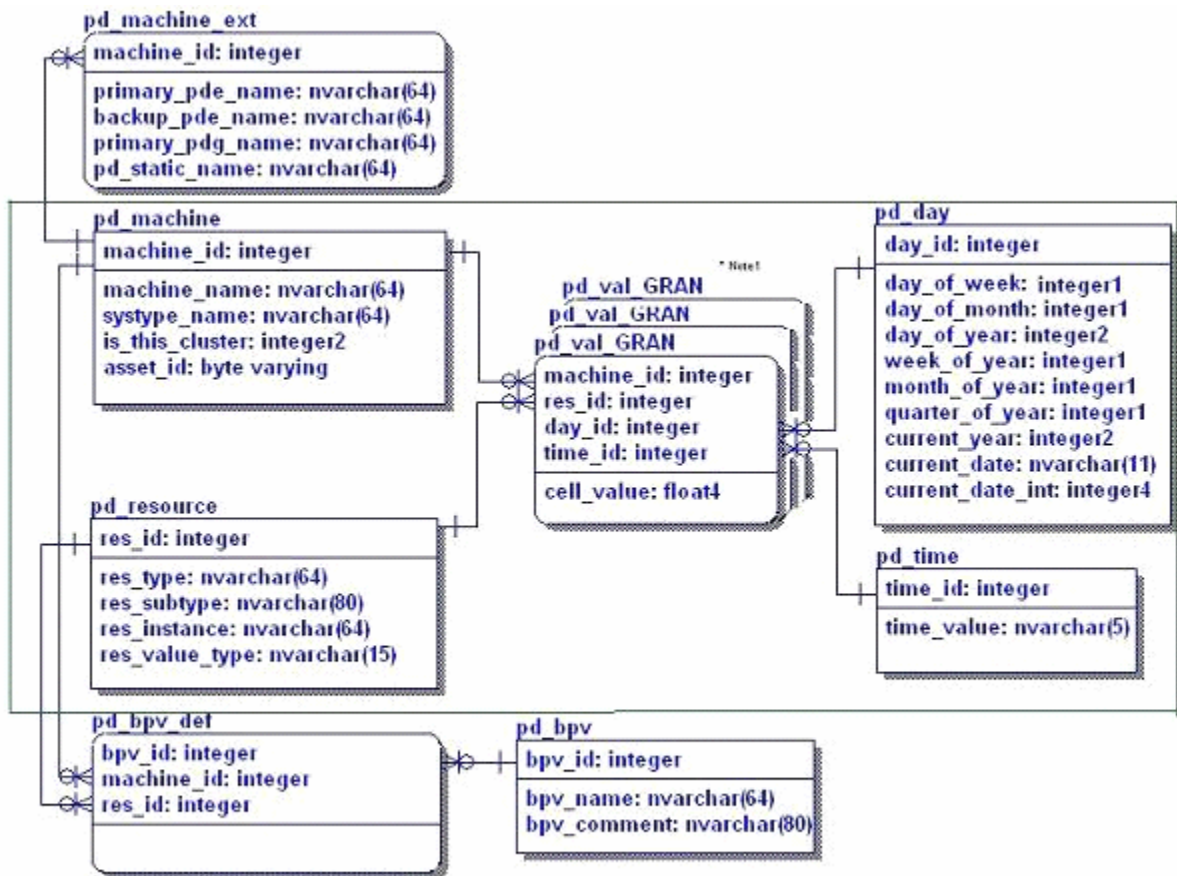 pd_machine_ext
machine_id: integer
primary_pde_name: nvarchar(64)
backup_pde_name: nvarchar(64)
primary_pdg_name: nvarchar(64)
pd_static_name: nvarchar(64)
pd_machine
machine_id: integer
machine_name: nvarchar(64)
systype_name: nvarchar(64)
is_this_cluster: integer2
asset_id: byte varying
* Note1
pd_val_GRAN
pd_val_GRAN
pd_val_GRAN
machine_id: integer
res_id: integer
day_id: integer
time_id: integer
cell_value: float4
pd_day
day_id: integer
day_of_week: integer1
day_of_month: integer1
day_of_year: integer2
week_of_year: integer1
month_of_year: integer1
quarter_of_year: integer1
current_year: integer2
current_date: nvarchar(11)
current_date_int: integer4
pd_resource
res_id: integer
res_type: nvarchar(64)
res_subtype: nvarchar(80)
res_instance: nvarchar(64)
res_value_type: nvarchar(15)
pd_time
time_id: integer
time_value: nvarchar(5)
pd_bpv_def
bpv_id: integer
machine_id: integer
res_id: integer
pd_bpv
bpv_id: integer
bpv_name: nvarchar(64)
bpv_comment: nvarchar(80)